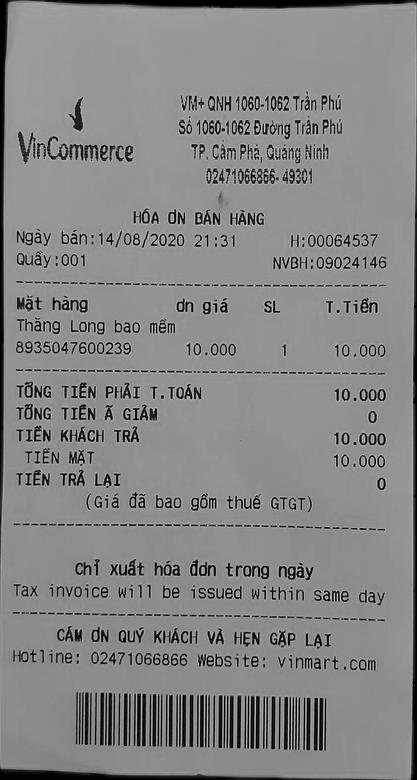 VinCommerce
VM+ QNH 1060-1062 Trần Phú
Số 1060-1062 Đường Trần Phú
TP. Cẩm Phả, Quảng Ninh
02471066866- 49301
HÓA ƠN BÁN HÀNG
Ngày bán:14/08/2020 21:31 H:00064537
Quầy:001 NVBH:09024146
Mặt hàng ơn giá SL T.Tiền
Thăng Long bao mềm
8935047600239 10.000 1 10.000
TỔNG TIỀN PHẢI T.TOÁN 10.000
TỔNG TIỀN Ã GIẢM 0
TIỀN KHÁCH TRẢ 10.000
TIỀN MẶT 10.000
TIỀN TRẢ LẠI 0
(Giá đã bao gồm thuế GTGT)
Chỉ xuất hóa đơn trong ngày
Tax invoice will be issued within same day
CẢM ƠN QUÝ KHÁCH VÀ HẸN GẶP LẠI
Hotline: 02471066866 Website: vinmart.com